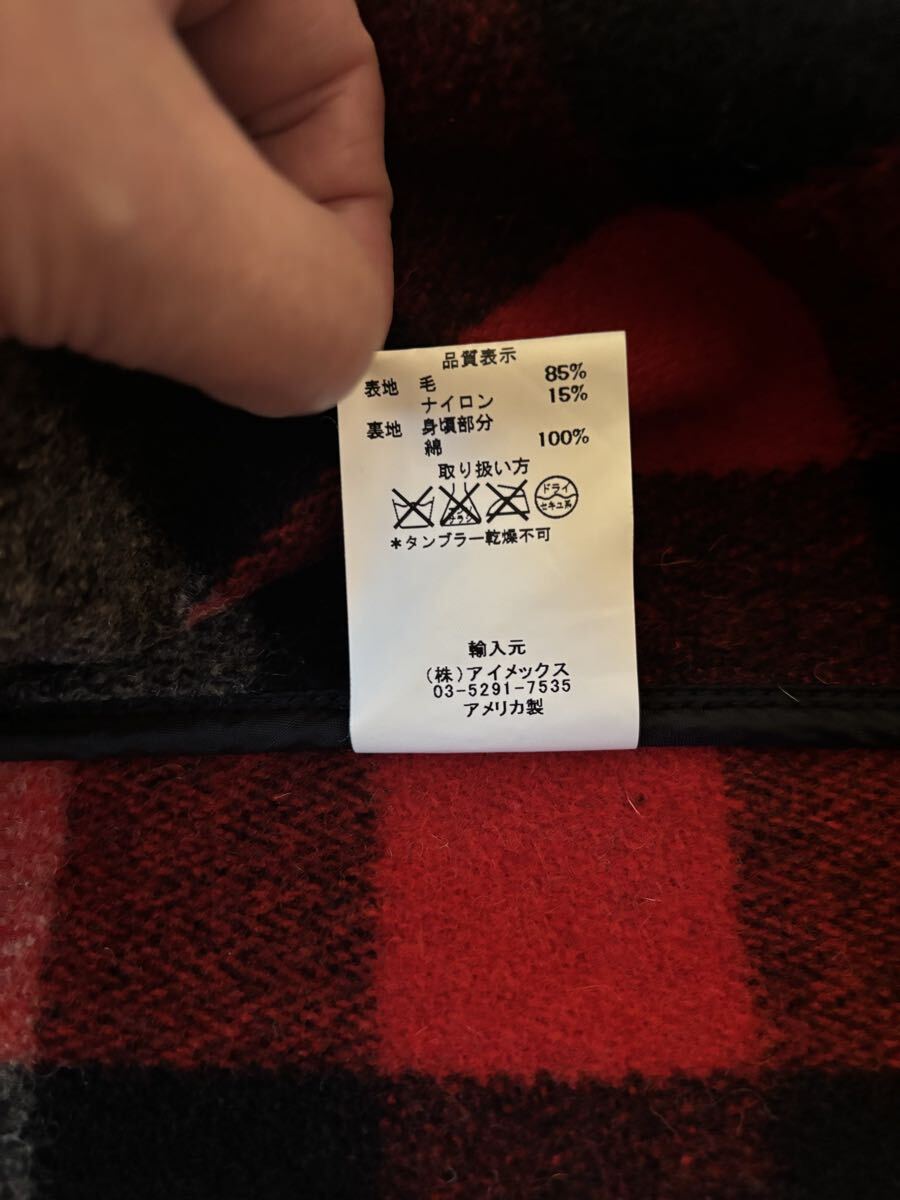 品質表示
表地 毛 85%
ナイロン 15%
裏地 身頃部分
綿 100%
取り扱い方
ドライ
セキユ系
*タンブラー乾燥不可
輸入元
(株)アイメックス
03-5291-7535
アメリカ製